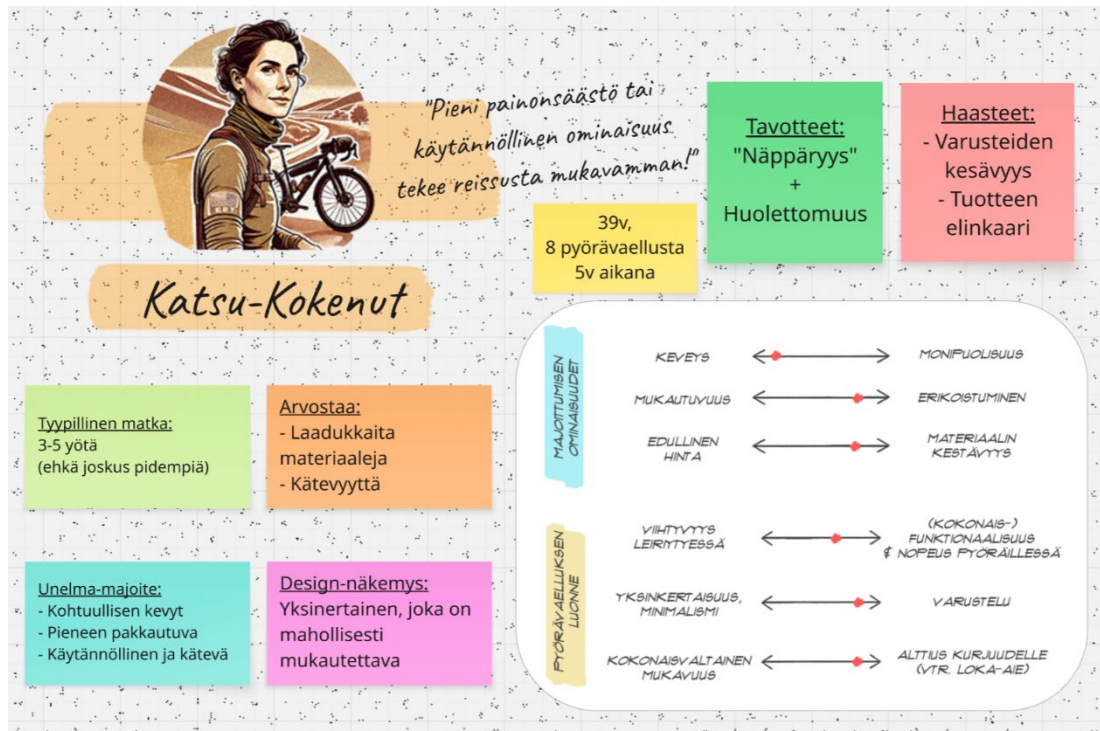 "Pieni painonsäästö tai
käytännöllinen ominaisuus
tekee reissusta mukavamman!"
Tavotteet:
"Näppäryys"
+
Huolettomuus
Haasteet:
- Varusteiden
kesävyys
- Tuotteen
elinkaari
39v,
8 pyörävaellusta
5v aikana
Katsu-Kokenut
Tyypillinen matka:
3-5 yötä
(ehkä joskus pidempiä)
Arvostaa:
- Laadukkaita
materiaaleja
- Kätevyyttä
Unelma-majoite:
- Kohtuullisen kevyt
- Pieneen pakkautuva
- Käytännöllinen ja kätevä
Design-näkemys:
Yksinertainen, joka on
mahollisesti
mukautettava
MAJOITTUMISEN
OMINAISUUDET
KEVEYS
MONIPUOLISUUS
MUKAUTUVUUS
ERIKOISTUMINEN
EDULLINEN
HINTA
MATERIAALIN
KESTÄVYYS
PYÖRÄVAELLUKSEN
LUONNE
VIIHTYVYYS
LEIRIYTYESSÄ
(KOKONAIS-)
FUNKTIONAALISUUS
& NOPEUS PYÖRÄILLESSÄ
YKSINKERTAISUUS,
MINIMALISMI
VARUSTELU
KOKONAISVALTAINEN
MUKAVUUS
ALTTIUS KURJUUDELLE
(VTR. LOKA-AIE)